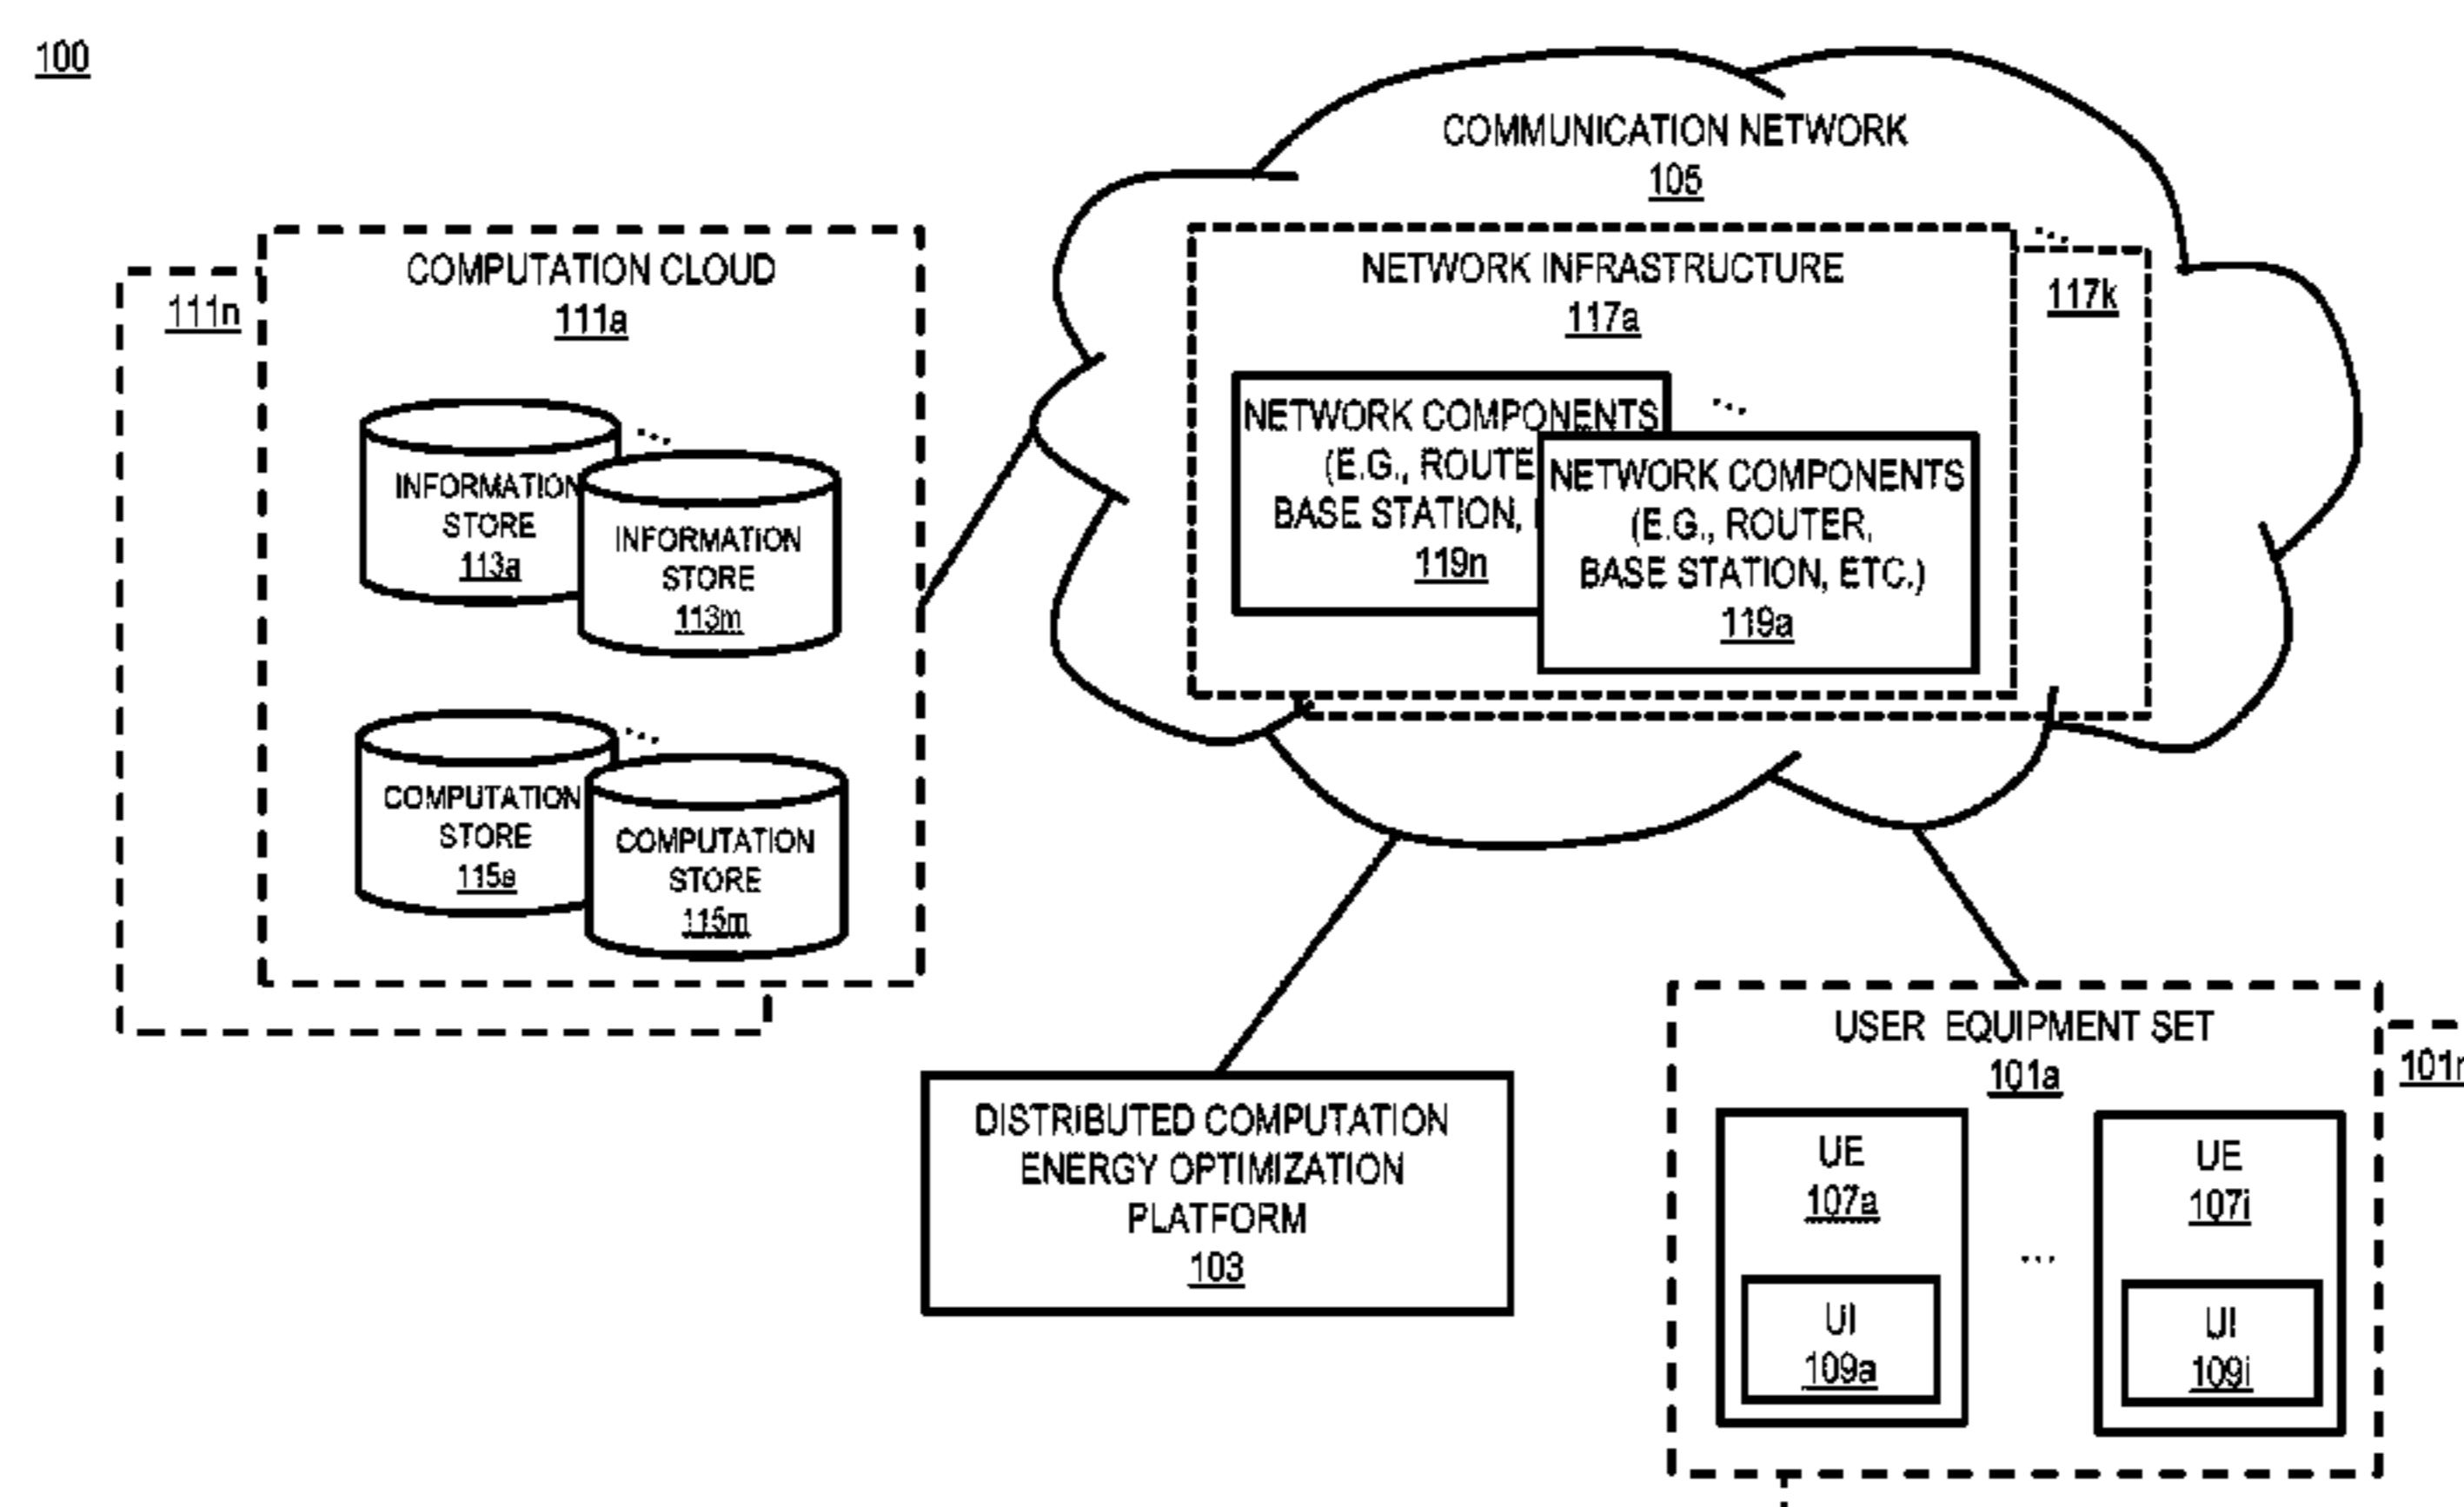 100
COMMUNICATION NETWORK
105
COMPUTATION CLOUD
111a
111n
INFORMATION
STORE
113a
INFORMATION
STORE
113m
COMPUTATION
STORE
115a
COMPUTATION
STORE
115m
NETWORK INFRASTRUCTURE
117a
117k
NETWORK COMPONENTS
(E.G., ROUTE
BASE STATION,
119n
NETWORK COMPONENTS
(E.G., ROUTER,
BASE STATION, ETC.)
119a
DISTRIBUTED COMPUTATION
ENERGY OPTIMIZATION
PLATFORM
103
USER EQUIPMENT SET
101a
UE
107a
UI
109a
...
UE
107i
UI
109i